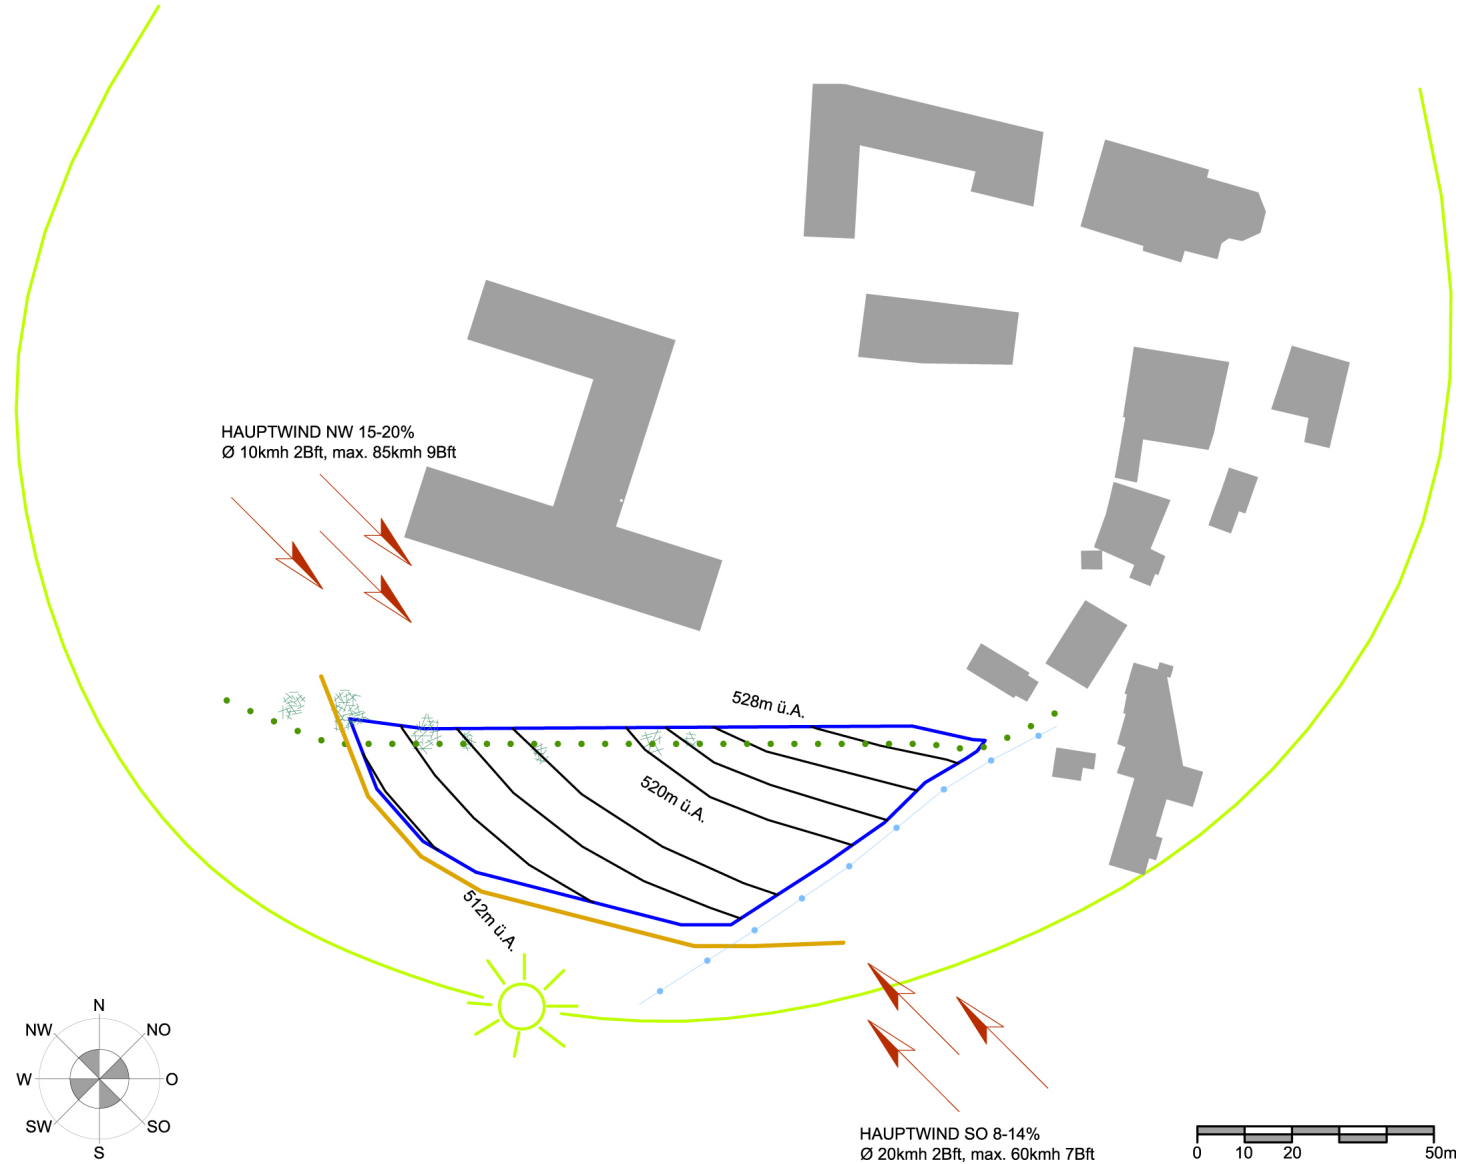 HAUPTWIND NW 15-20%
Ø 10kmh 2Bft, max. 85kmh 9Bft
528m ü.A.
520m ü.A.
512m ü.A.
N
NW
NO
W
O
SW
SO
S
HAUPTWIND SO 8-14%
Ø 20kmh 2Bft, max. 60kmh 7Bft
0 10 20 50m